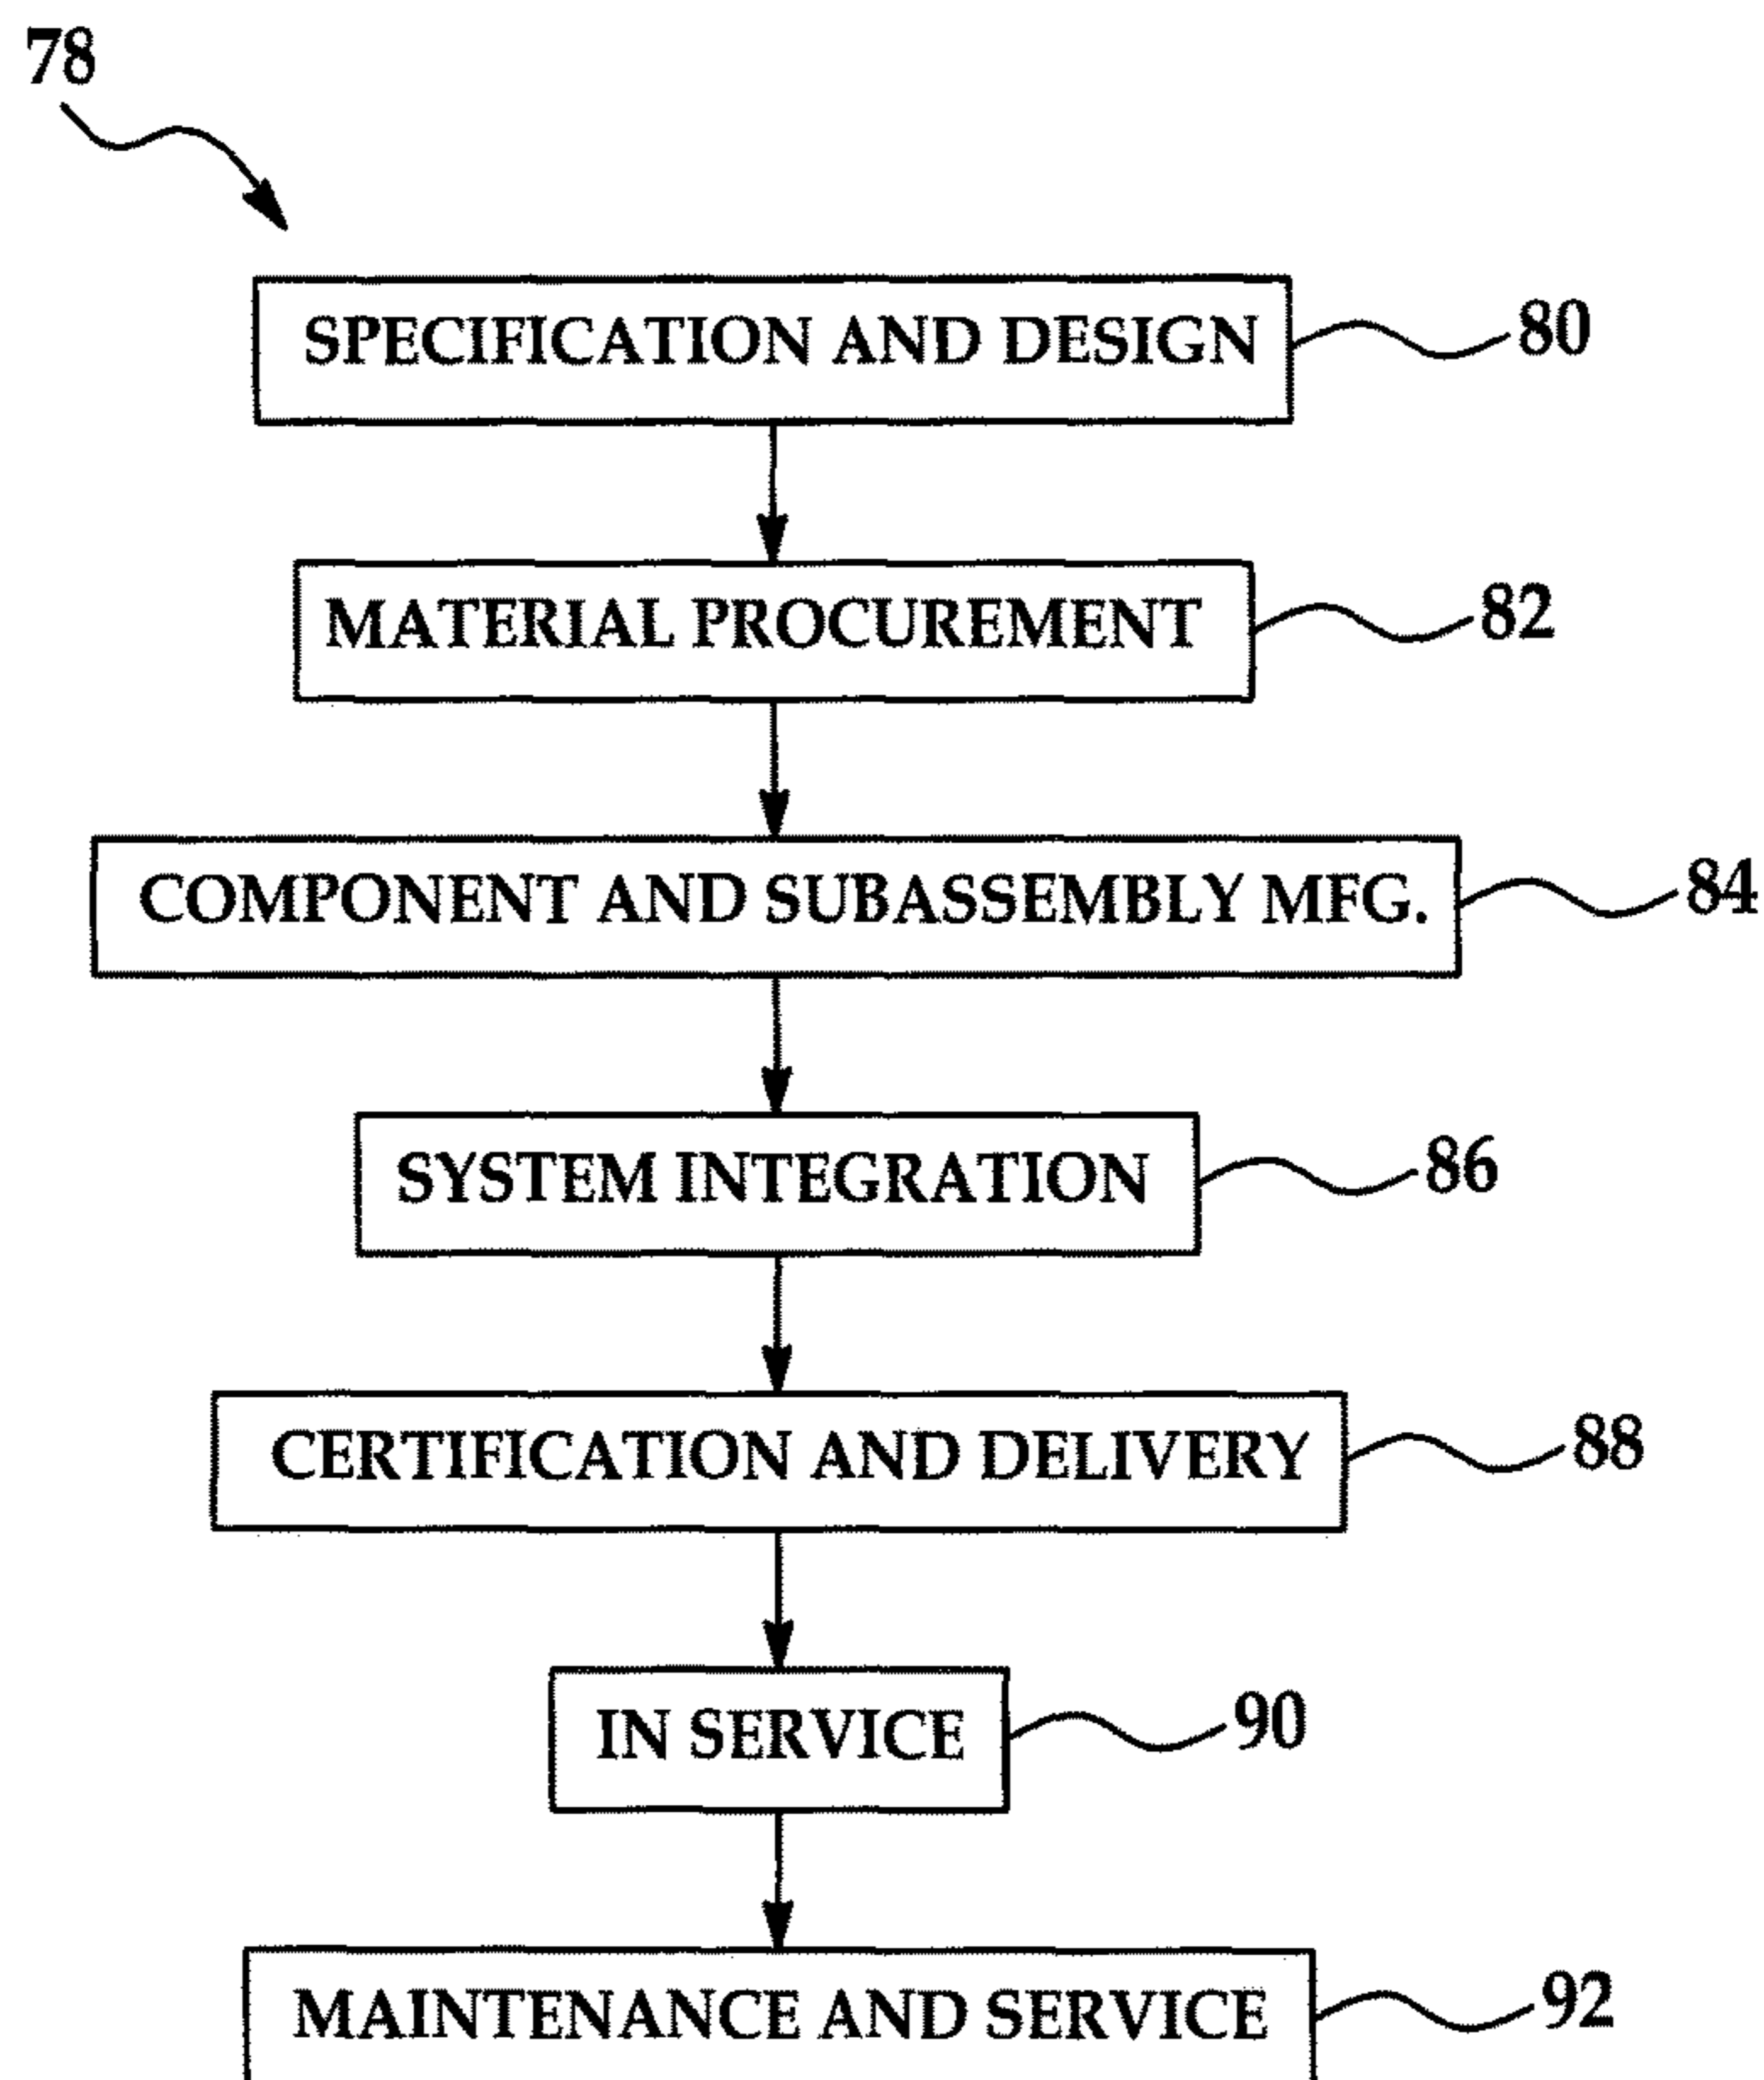 78
SPECIFICATION AND DESIGN 80
MATERIAL PROCUREMENT 82
COMPONENT AND SUBASSEMBLY MFG. 84
SYSTEM INTEGRATION 86
CERTIFICATION AND DELIVERY 88
IN SERVICE 90
MAINTENANCE AND SERVICE 92